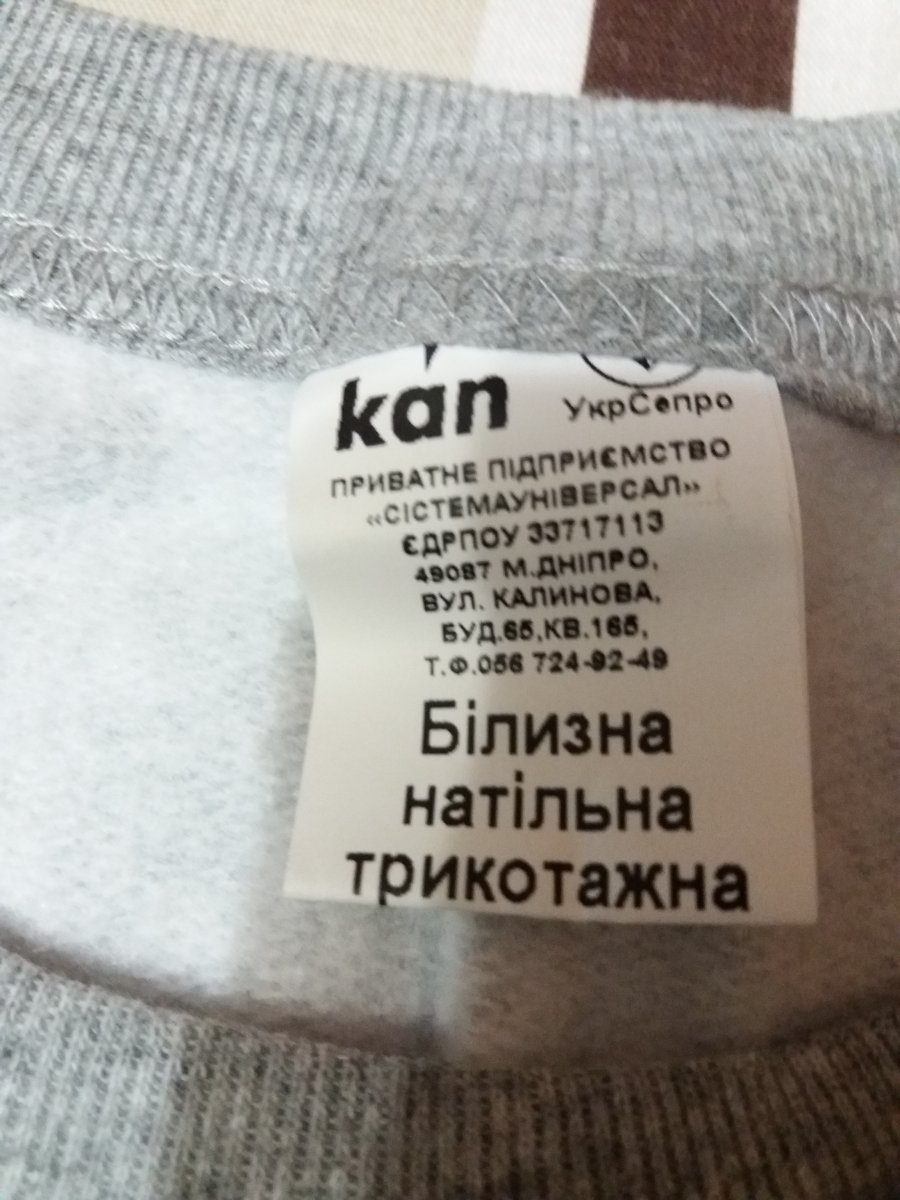 kan
УкрСепро
ПРИВАТНЕ ПІДПРИЄМСТВО
«СІСТЕМАУНІВЕРСАЛ»
ЄДРПОУ 33717113
49087 М.ДНІПРО,
ВУЛ. КАЛИНОВА,
БУД.65,КВ.165,
Т.Ф.056 724-92-49
Білизна
натільна
трикотажна